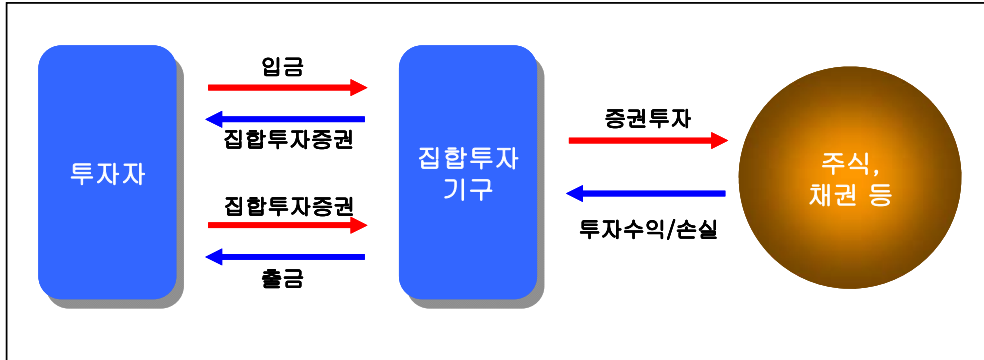 투자자
입금
집합투자증권
집합투자증권
출금
집합투자
기구
증권투자
투자수익/손실
주식,
채권 등